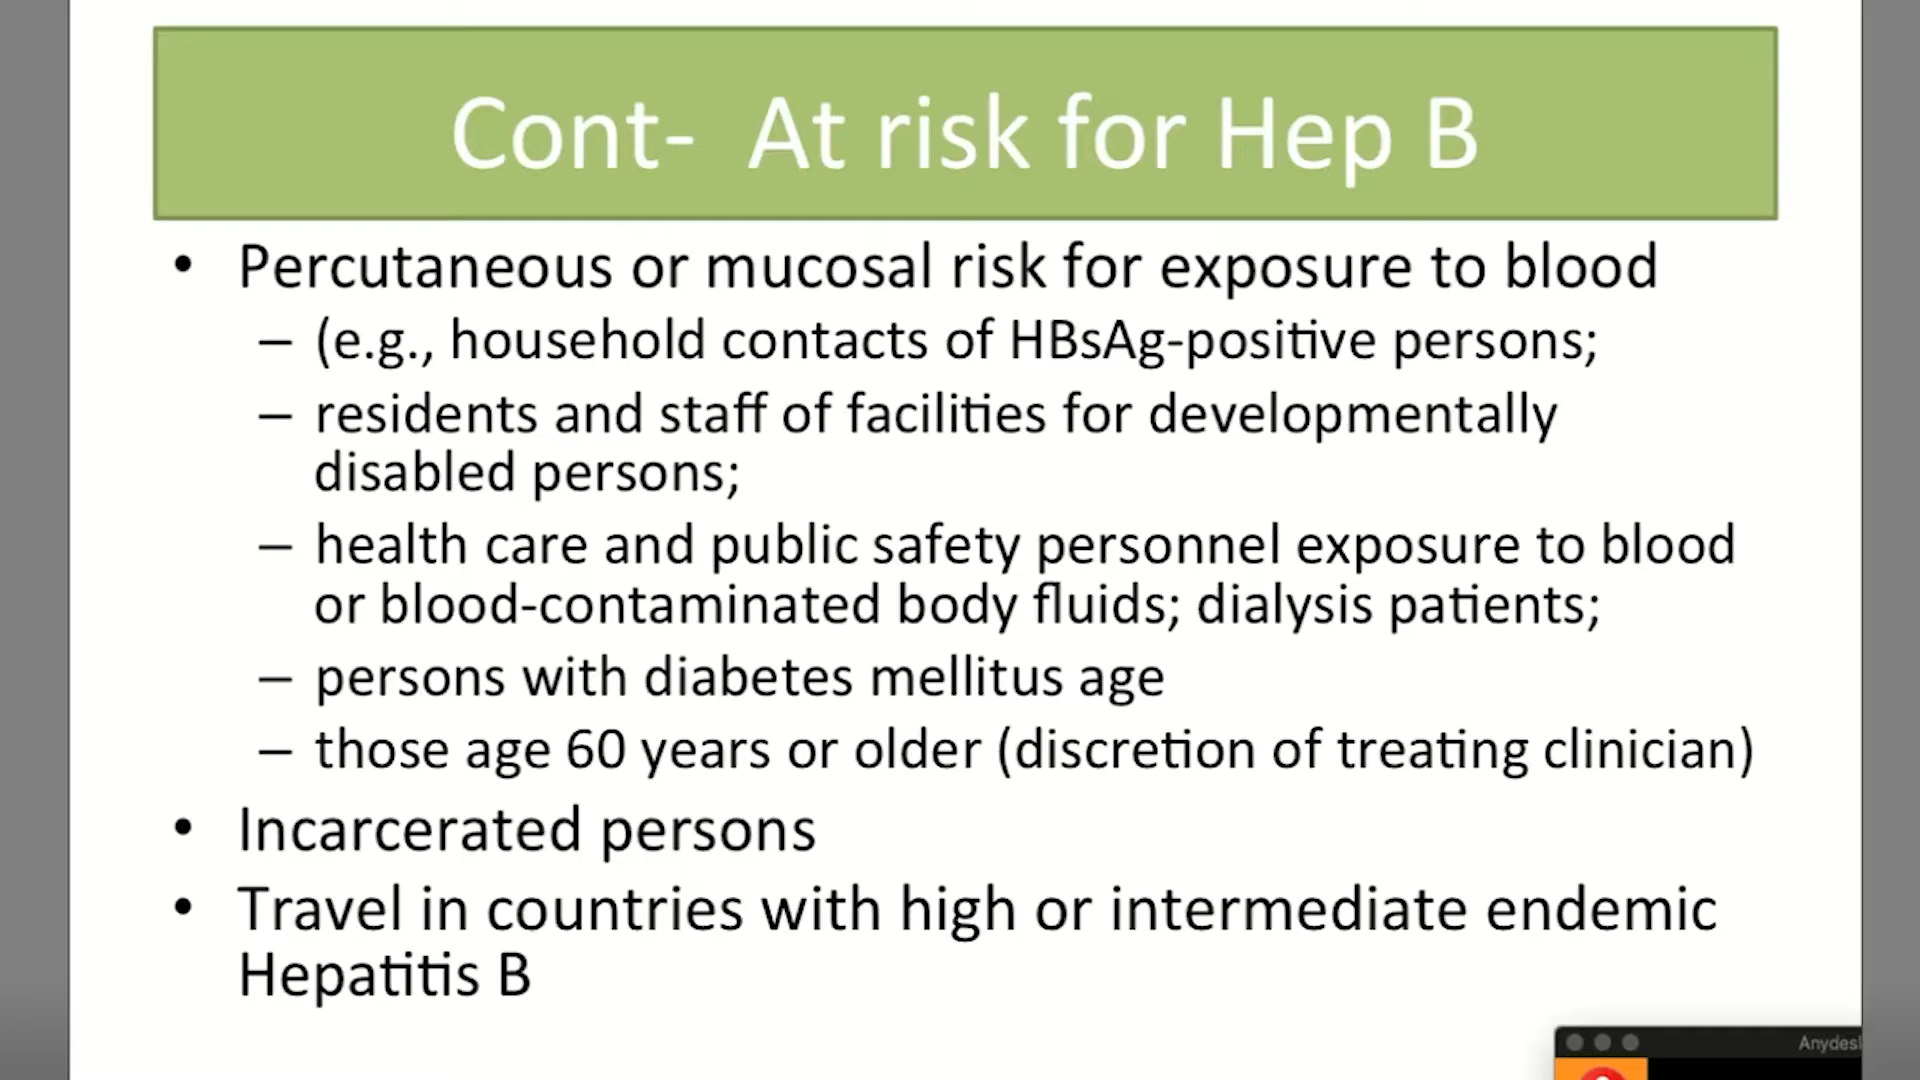 Cont- At risk for Hep B
• Percutaneous or mucosal risk for exposure to blood
– (e.g., household contacts of HBsAg-positive persons;
– residents and staff of facilities for developmentally
disabled persons;
– health care and public safety personnel exposure to blood
or blood-contaminated body fluids; dialysis patients;
– persons with diabetes mellitus age
– those age 60 years or older (discretion of treating clinician)
• Incarcerated persons
• Travel in countries with high or intermediate endemic
Hepatitis B